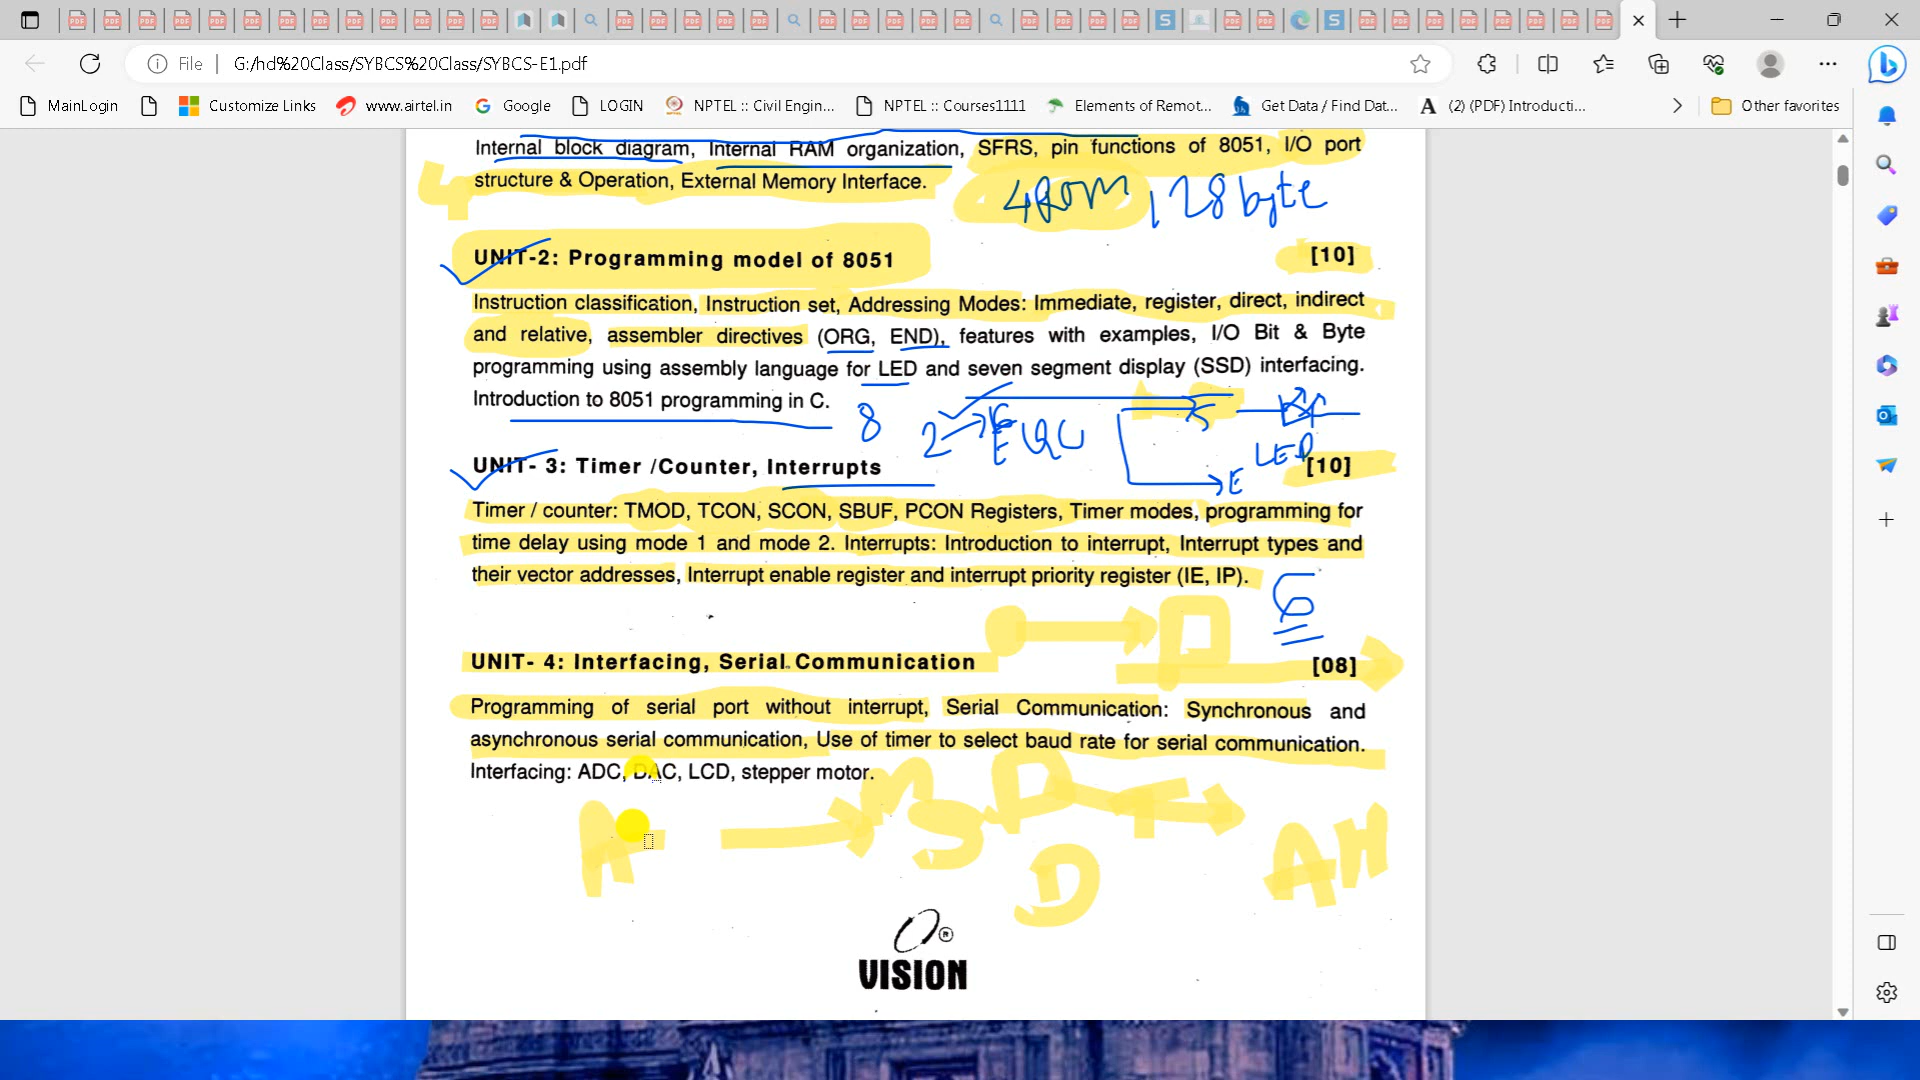 File
G:/hd%20Class/SYBCS%20Class/SYBCS-E1.pdf
MainLogin
Customize Links
www.airtel.in
Google
LOGIN
NPTEL :: Civil Engin...
NPTEL :: Courses1111
Elements of Remot...
Get Data / Find Dat...
(2) (PDF) Introducti...
Other favorites
Internal block diagram, Internal RAM organization, SFRS, pin functions of 8051, I/O port
structure & Operation, External Memory Interface.
4
4 ROM, 128 byte
UNIT-2: Programming model of 8051 [10]
Instruction classification, Instruction set, Addressing Modes: Immediate, register, direct, indirect
and relative, assembler directives (ORG, END), features with examples, I/O Bit & Byte
programming using assembly language for LED and seven segment display (SSD) interfacing.
Introduction to 8051 programming in C.
8 2
LED
E
UNIT- 3: Timer /Counter, Interrupts [10]
Timer / counter: TMOD, TCON, SCON, SBUF, PCON Registers, Timer modes, programming for
time delay using mode 1 and mode 2. Interrupts: Introduction to interrupt, Interrupt types and
their vector addresses, Interrupt enable register and interrupt priority register (IE, IP).
UNIT- 4: Interfacing, Serial Communication [08]
Programming of serial port without interrupt, Serial Communication: Synchronous and
asynchronous serial communication, Use of timer to select baud rate for serial communication.
Interfacing: ADC, DAC, LCD, stepper motor.
D
AH
®
VISION